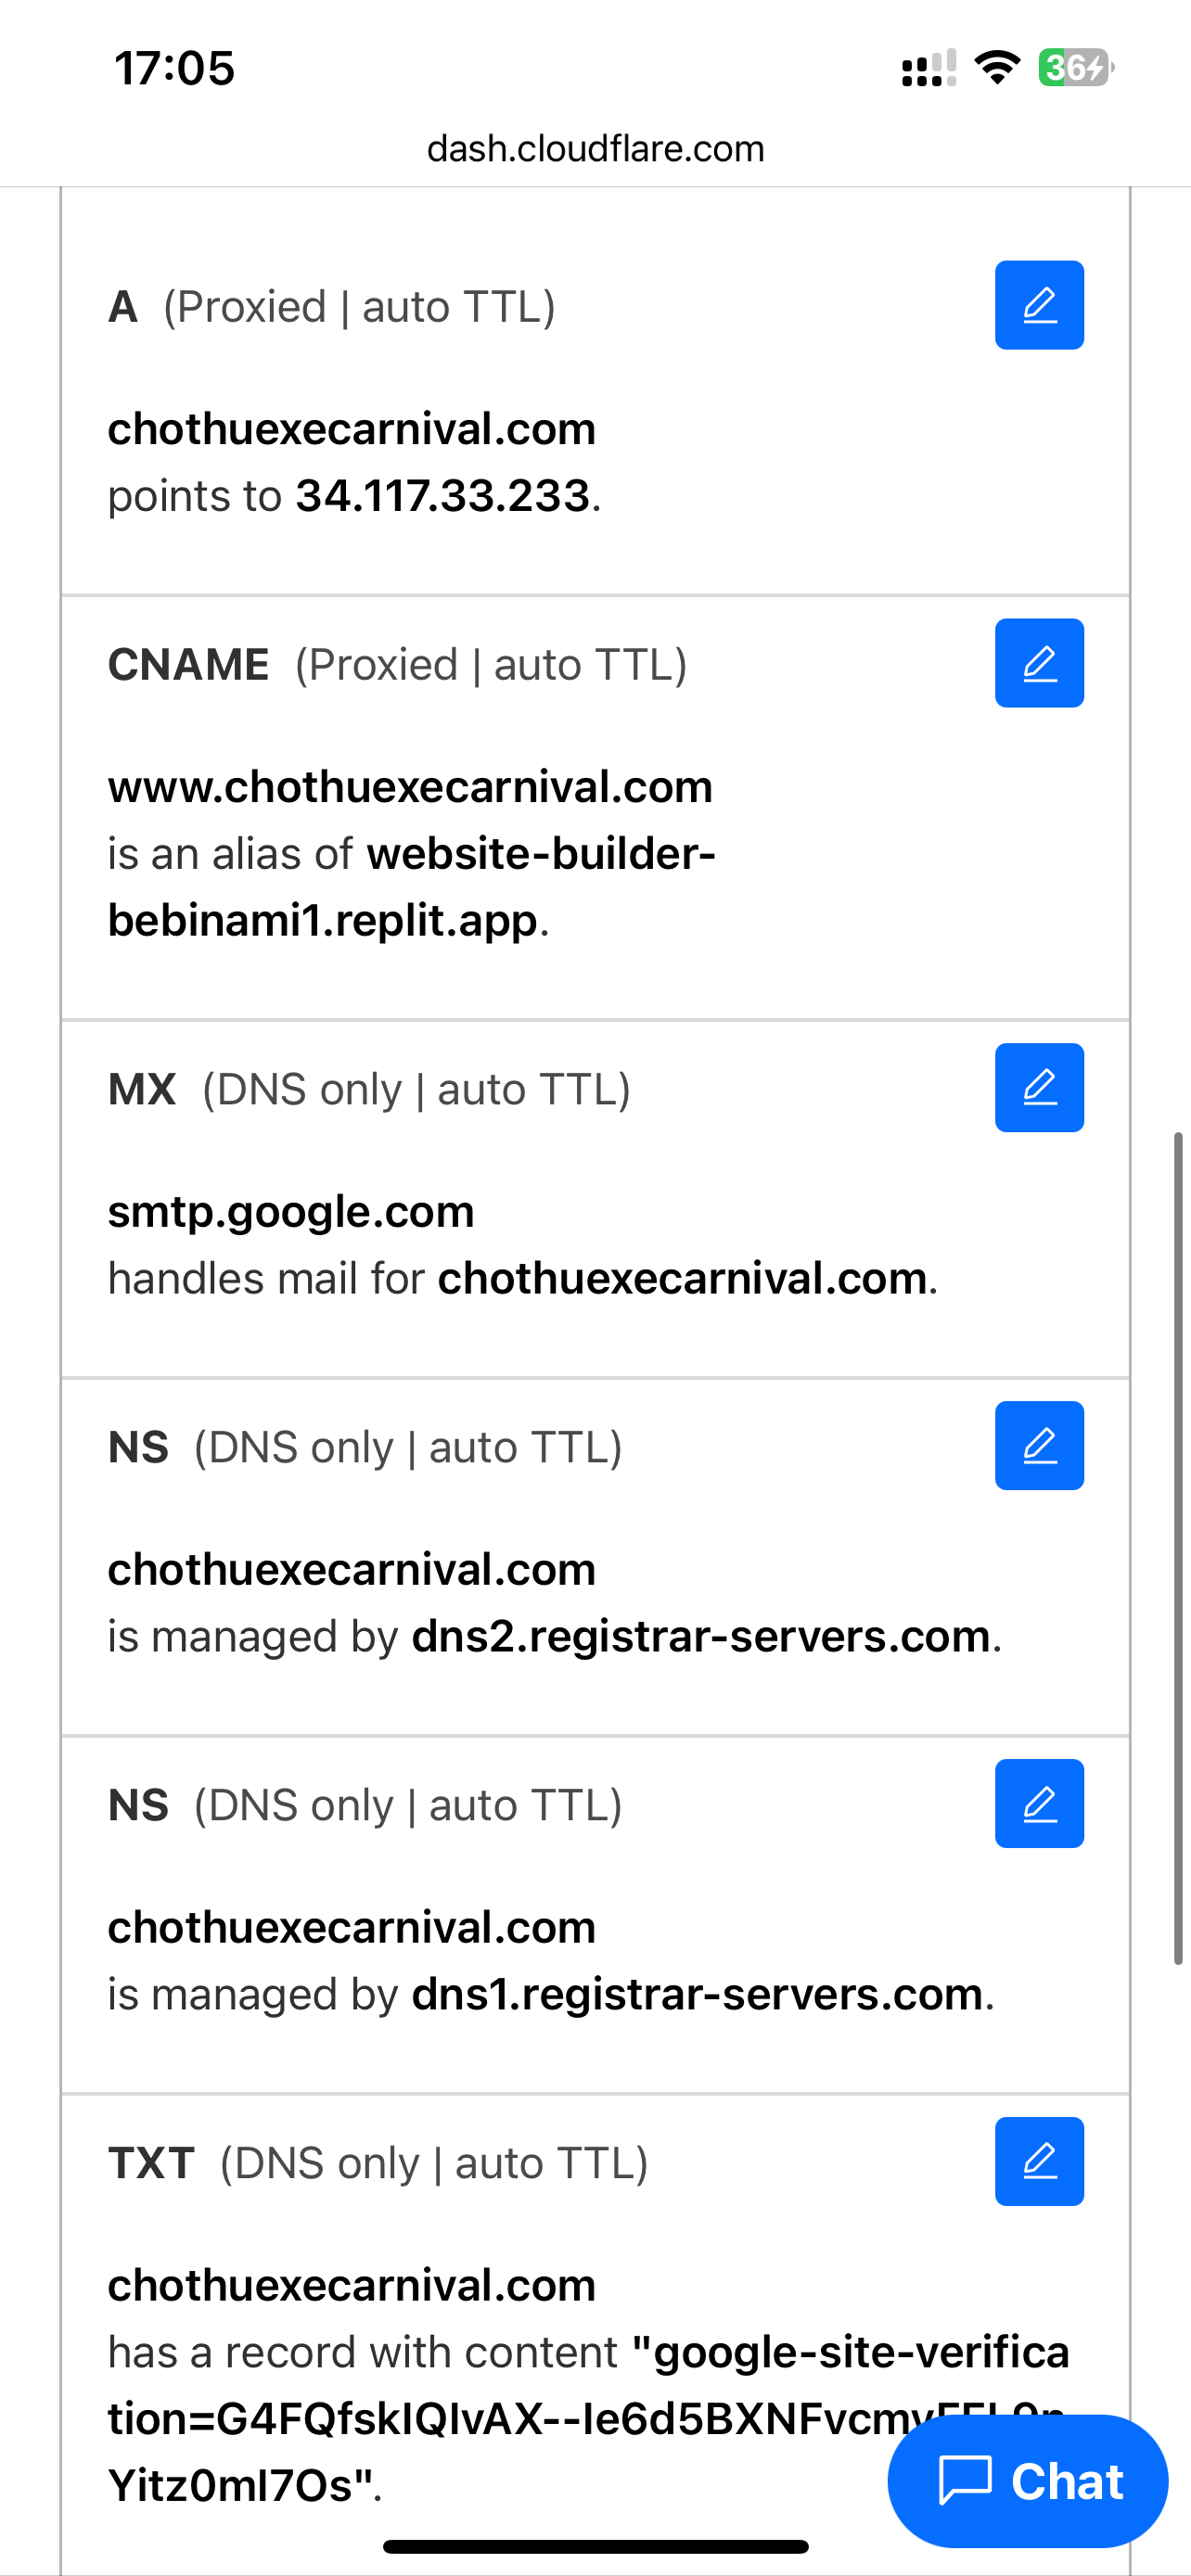 17:05
36
dash.cloudflare.com
A (Proxied | auto TTL)
chothuexecarnival.com
points to 34.117.33.233.
CNAME (Proxied | auto TTL)
www.chothuexecarnival.com
is an alias of website-builder-
bebinami1.replit.app.
MX (DNS only | auto TTL)
smtp.google.com
handles mail for chothuexecarnival.com.
NS (DNS only | auto TTL)
chothuexecarnival.com
is managed by dns2.registrar-servers.com.
NS (DNS only | auto TTL)
chothuexecarnival.com
is managed by dns1.registrar-servers.com.
TXT (DNS only | auto TTL)
chothuexecarnival.com
has a record with content "google-site-verifica
Yitz0ml7Os".
Chat